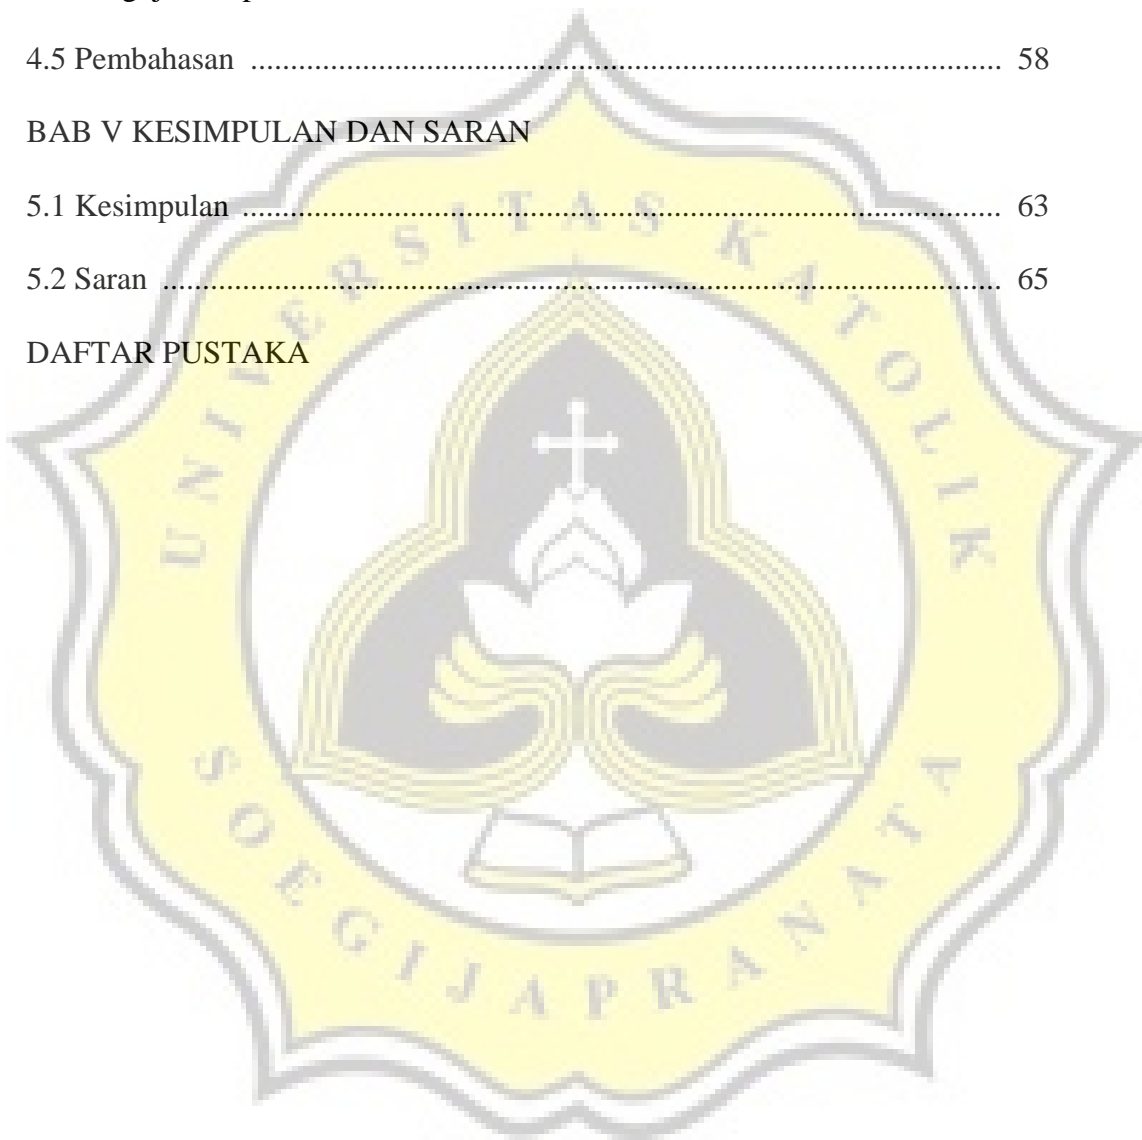 4.5 Pembahasan .............................................................................................. 58
BAB V KESIMPULAN DAN SARAN
5.1 Kesimpulan ............................................................................................... 63
5.2 Saran ......................................................................................................... 65
DAFTAR PUSTAKA
UNIVERSITAS KATOLIK
SOEGIJAPRANATA